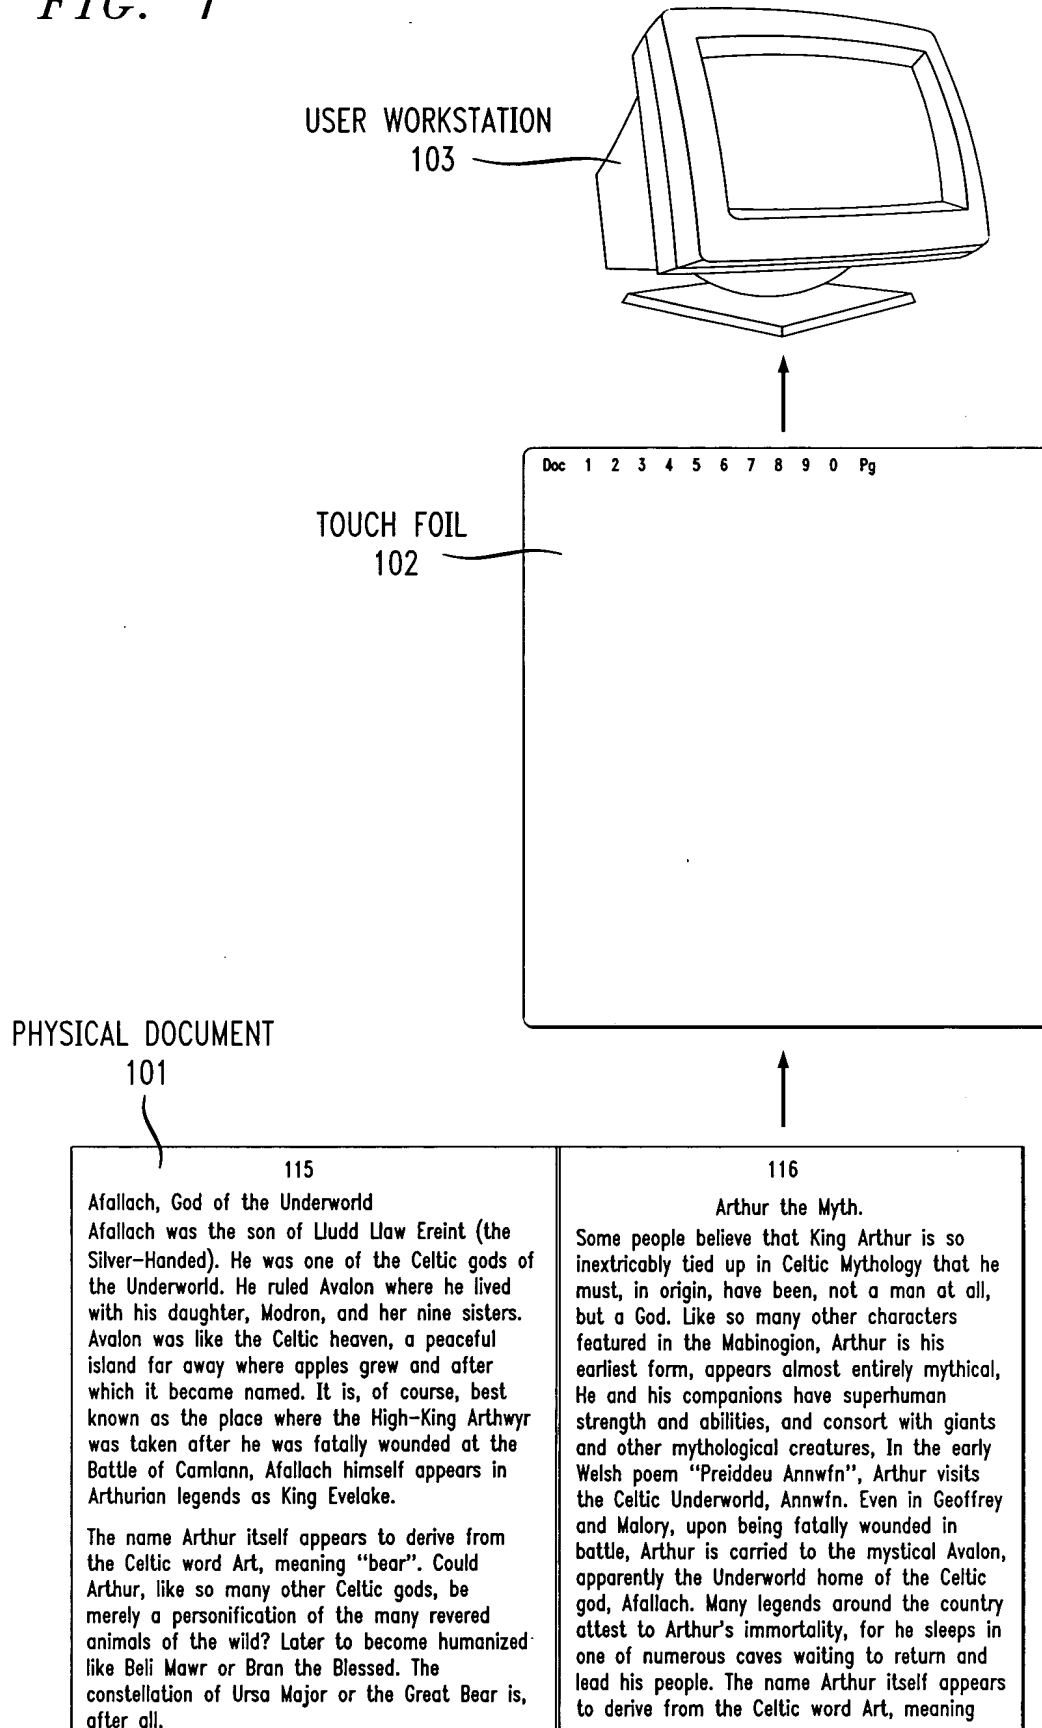 FIG. 1
USER WORKSTATION
103
Doc 1 2 3 4 5 6 7 8 9 0 Pg
TOUCH FOIL
102
PHYSICAL DOCUMENT
101
115
Afallach, God of the Underworld
Afallach was the son of Lludd Llaw Ereint (the
Silver-Handed). He was one of the Celtic gods of
the Underworld. He ruled Avalon where he lived
with his daughter, Modron, and her nine sisters.
Avalon was like the Celtic heaven, a peaceful
island far away where apples grew and after
which it became named. It is, of course, best
known as the place where the High-King Arthwyr
was taken after he was fatally wounded at the
Battle of Camlann, Afallach himself appears in
Arthurian legends as King Evelake.
The name Arthur itself appears to derive from
the Celtic word Art, meaning "bear". Could
Arthur, like so many other Celtic gods, be
merely a personification of the many revered
animals of the wild? Later to become humanized
like Beli Mawr or Bran the Blessed. The
constellation of Ursa Major or the Great Bear is,
after all.
116
Arthur the Myth.
Some people believe that King Arthur is so
inextricably tied up in Celtic Mythology that he
must, in origin, have been, not a man at all,
but a God. Like so many other characters
featured in the Mabinogion, Arthur is his
earliest form, appears almost entirely mythical,
He and his companions have superhuman
strength and abilities, and consort with giants
and other mythological creatures, In the early
Welsh poem "Preiddeu Annwfn", Arthur visits
the Celtic Underworld, Annwfn. Even in Geoffrey
and Malory, upon being fatally wounded in
battle, Arthur is carried to the mystical Avalon,
apparently the Underworld home of the Celtic
god, Afallach. Many legends around the country
attest to Arthur's immortality, for he sleeps in
one of numerous caves waiting to return and
lead his people. The name Arthur itself appears
to derive from the Celtic word Art, meaning